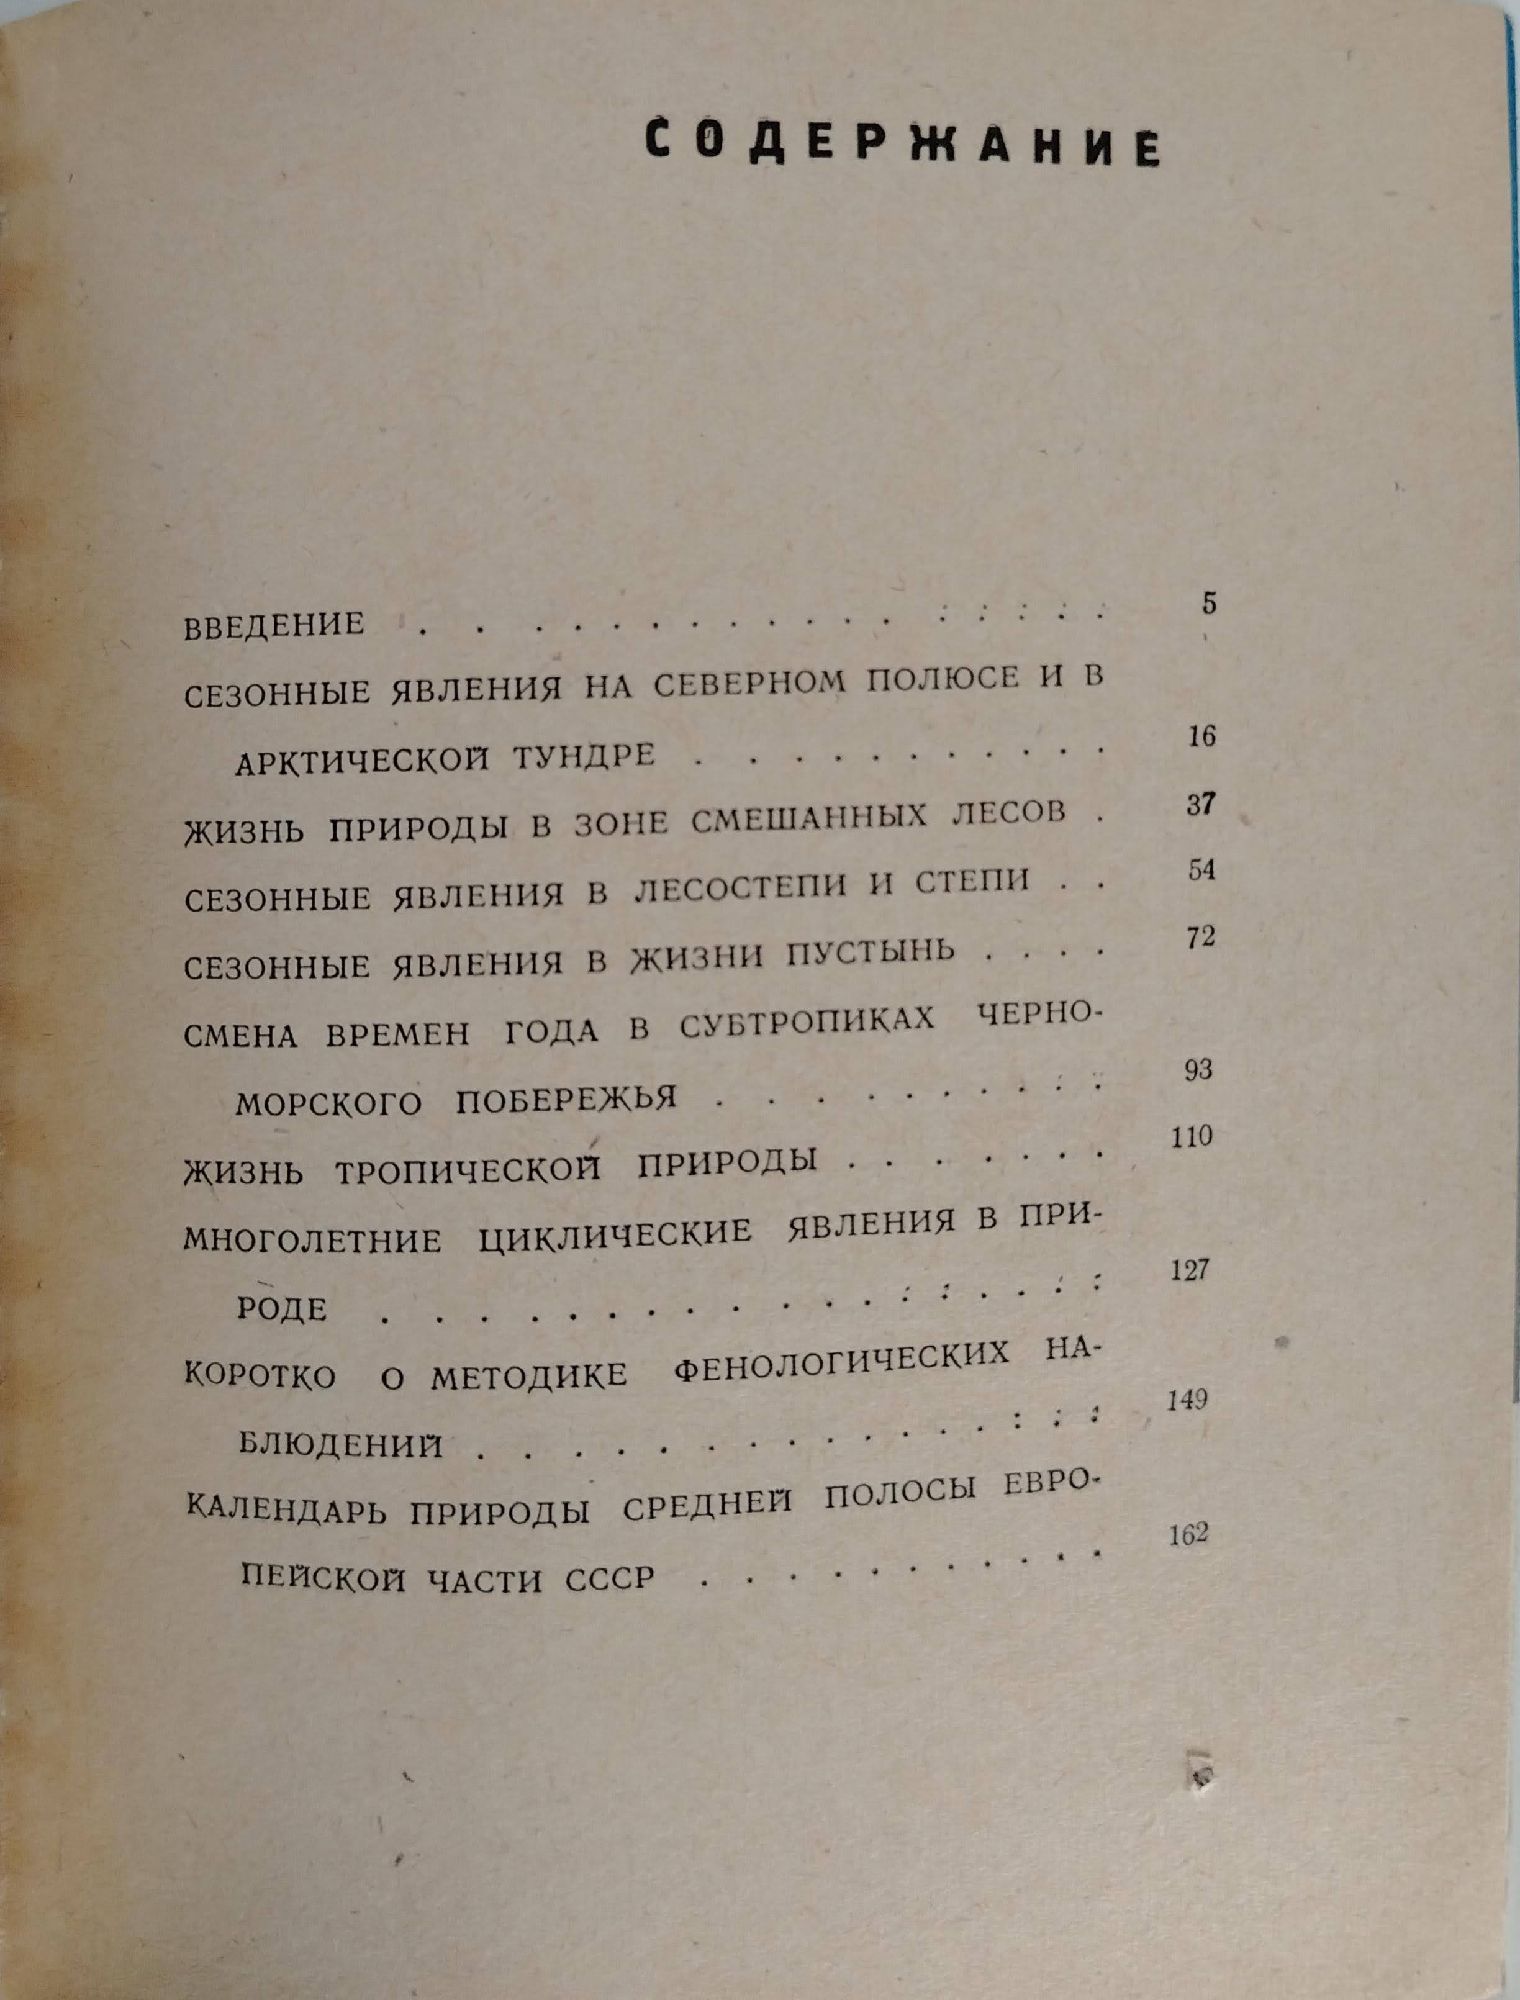 СОДЕРЖАНИЕ
ВВЕДЕНИЕ . . . . . . . . . . . . . . . . . 5
СЕЗОННЫЕ ЯВЛЕНИЯ НА СЕВЕРНОМ ПОЛЮСЕ И В
АРКТИЧЕСКОЙ ТУНДРЕ . . . . . . . . . . 16
ЖИЗНЬ ПРИРОДЫ В ЗОНЕ СМЕШАННЫХ ЛЕСОВ . 37
СЕЗОННЫЕ ЯВЛЕНИЯ В ЛЕСОСТЕПИ И СТЕПИ . . 54
СЕЗОННЫЕ ЯВЛЕНИЯ В ЖИЗНИ ПУСТЫНЬ . . . . 72
СМЕНА ВРЕМЕН ГОДА В СУБТРОПИКАХ ЧЕРНО-
МОРСКОГО ПОБЕРЕЖЬЯ . . . . . . . . . . 93
ЖИЗНЬ ТРОПИЧЕСКОЙ ПРИРОДЫ . . . . . . . 110
МНОГОЛЕТНИЕ ЦИКЛИЧЕСКИЕ ЯВЛЕНИЯ В ПРИ-
РОДЕ . . . . . . . . . . . . . . . . . . 127
КОРОТКО О МЕТОДИКЕ ФЕНОЛОГИЧЕСКИХ НА-
БЛЮДЕНИЙ . . . . . . . . . . . . . . . 149
КАЛЕНДАРЬ ПРИРОДЫ СРЕДНЕЙ ПОЛОСЫ ЕВРО-
ПЕЙСКОЙ ЧАСТИ СССР . . . . . . . . . . 162